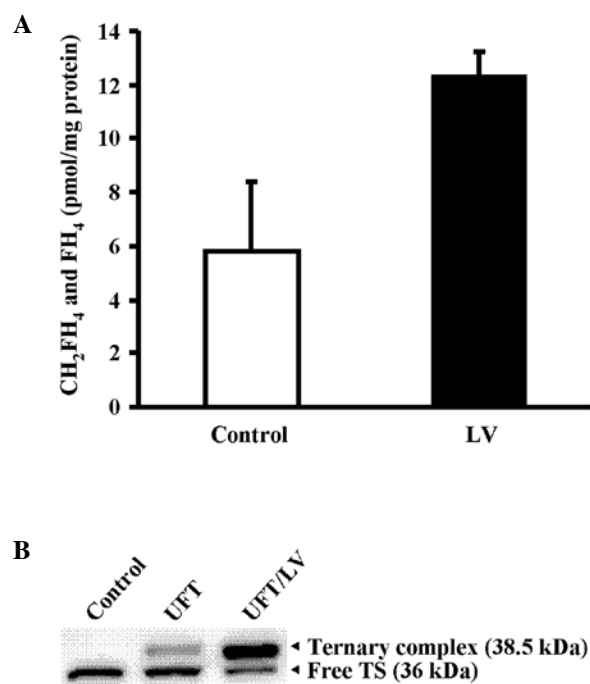 A
CH₂FH₄ and FH₄ (pmol/mg protein)
14
12
10
8
6
4
2
0
Control LV
B
Control UFT UFT/LV
◄ Ternary complex (38.5 kDa)
◄ Free TS (36 kDa)